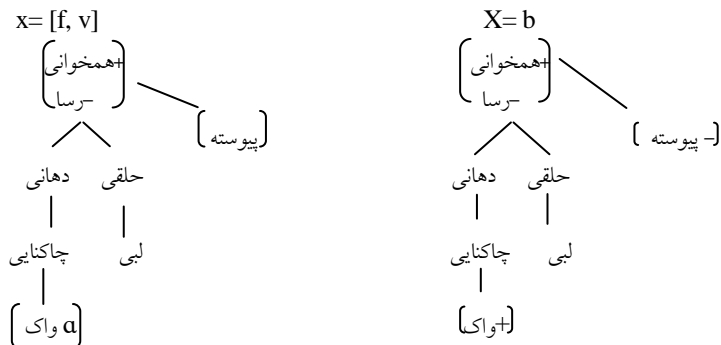 x= [f, v]
X= b
+همخوانی
-رسا
[پیوسته]
دهانی
حلقی
چاکنایی
لبی
[α واک]
+همخوانی
-رسا
[- پیوسته]
دهانی
حلقی
چاکنایی
لبی
[+واک]